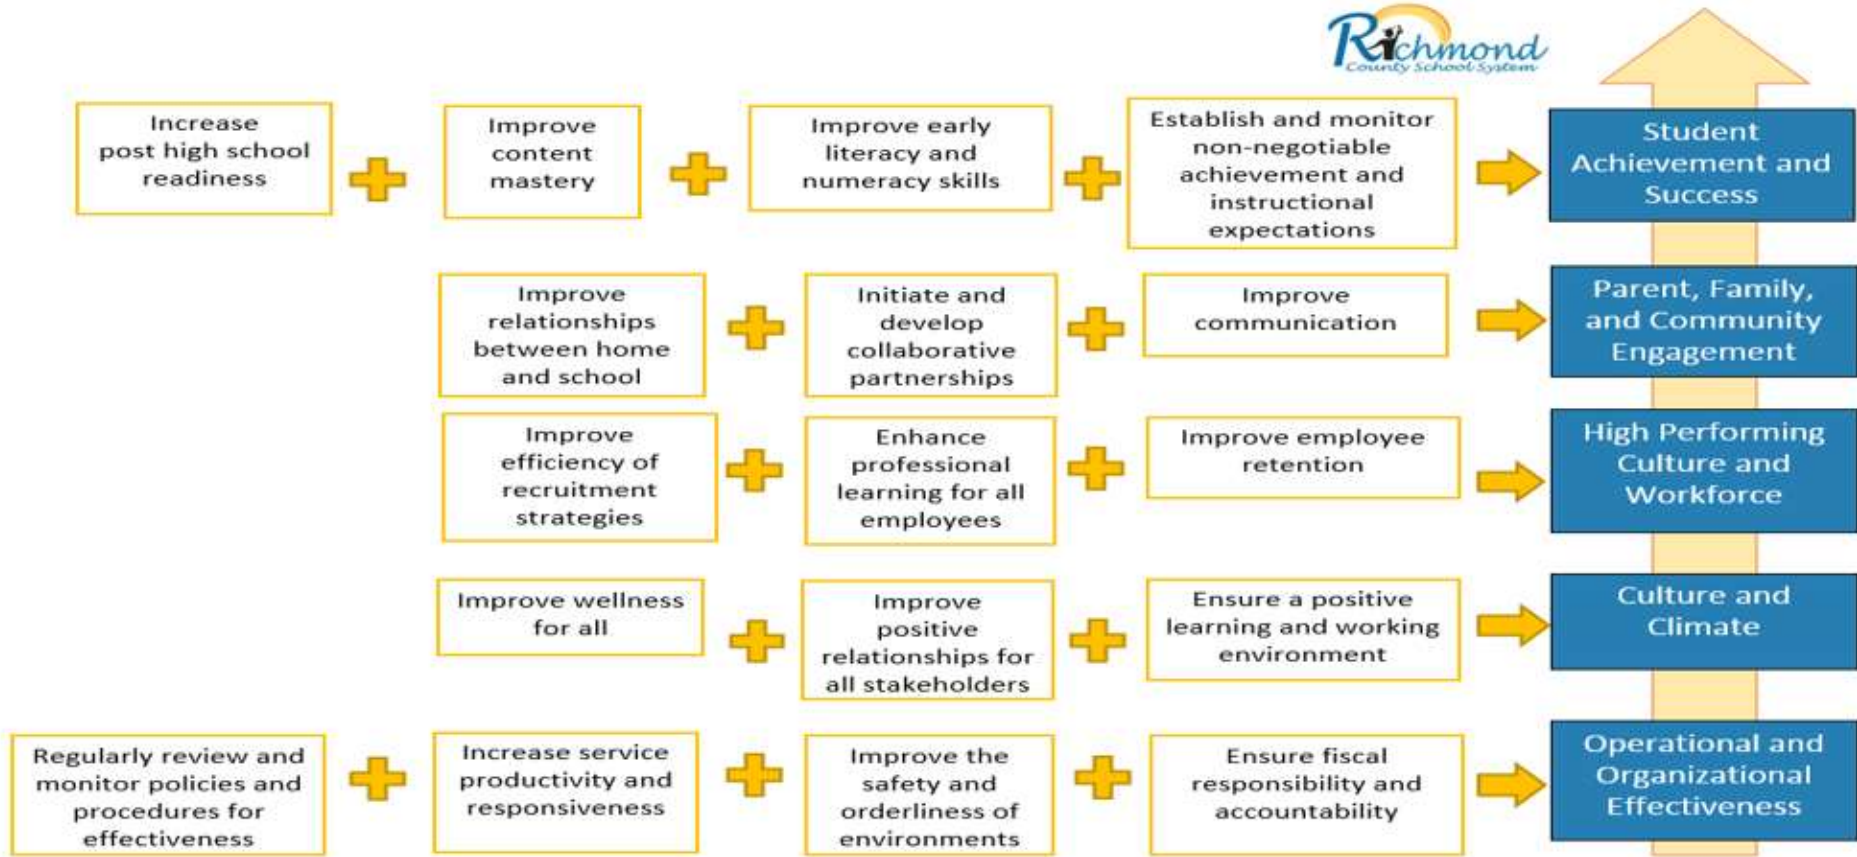 Richmond
County School System
Increase
post high school
readiness
Improve
content
mastery
Improve early
literacy and
numeracy skills
Establish and monitor
non-negotiable
achievement and
instructional
expectations
Student
Achievement and
Success
Improve
relationships
between home
and school
Initiate and
develop
collaborative
partnerships
Improve
communication
Parent, Family,
and Community
Engagement
Improve
efficiency of
recruitment
strategies
Enhance
professional
learning for all
employees
Improve employee
retention
High Performing
Culture and
Workforce
Improve wellness
for all
Improve
positive
relationships for
all stakeholders
Ensure a positive
learning and working
environment
Culture and
Climate
Regularly review and
monitor policies and
procedures for
effectiveness
Increase service
productivity and
responsiveness
Improve the
safety and
orderliness of
environments
Ensure fiscal
responsibility and
accountability
Operational and
Organizational
Effectiveness